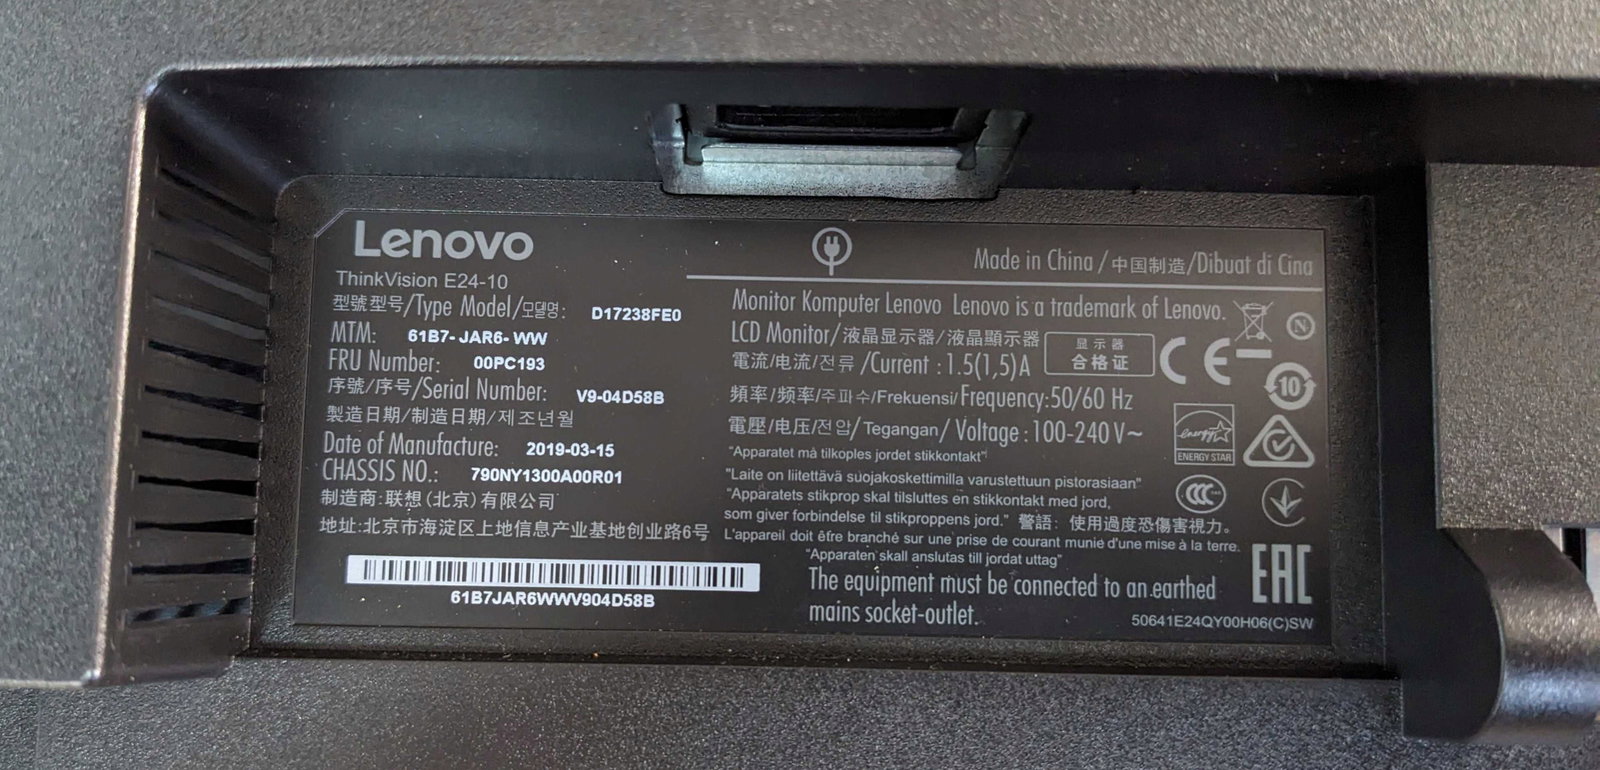 Lenovo
ThinkVision E24-10
型號型号/Type Model/모델명: D17238FE0
MTM: 61B7- JAR6- WW
FRU Number: 00PC193
序號/序号/Serial Number: V9-04D58B
製造日期/制造日期/제조년월
Date of Manufacture: 2019-03-15
CHASSIS NO.: 790NY1300A00R01
制造商:联想(北京)有限公司
地址:北京市海淀区上地信息产业基地创业路6号
61B7JAR6WWV904D58B
Made in China/中国制造/Dibuat di Cina
Monitor Komputer Lenovo Lenovo is a trademark of Lenovo.
LCD Monitor/液晶显示器/液晶顯示器
電流/电流/전류 /Current : 1.5(1,5)A
显示器
合格证
CE
N
10
頻率/频率/주파수/Frekuensi/Frequency:50/60 Hz
電壓/电压/전압/ Tegangan/ Voltage : 100-240 V~
energy
ENERGY STAR
"Apparatet må tilkoples jordet stikkontakt"
"Laite on liitettävä suojakoskettimilla varustettuun pistorasiaan"
"Apparatets stikprop skal tilsluttes en stikkontakt med jord,
som giver forbindelse til stikproppens jord." 警語: 使用過度恐傷害視力。
L'appareil doit être branché sur une prise de courant munie d'une mise à la terre.
"Apparaten skall anslutas till jordat uttag"
The equipment must be connected to an earthed
mains socket-outlet.
CCC
EAC
50641E24QY00H06(C)SW